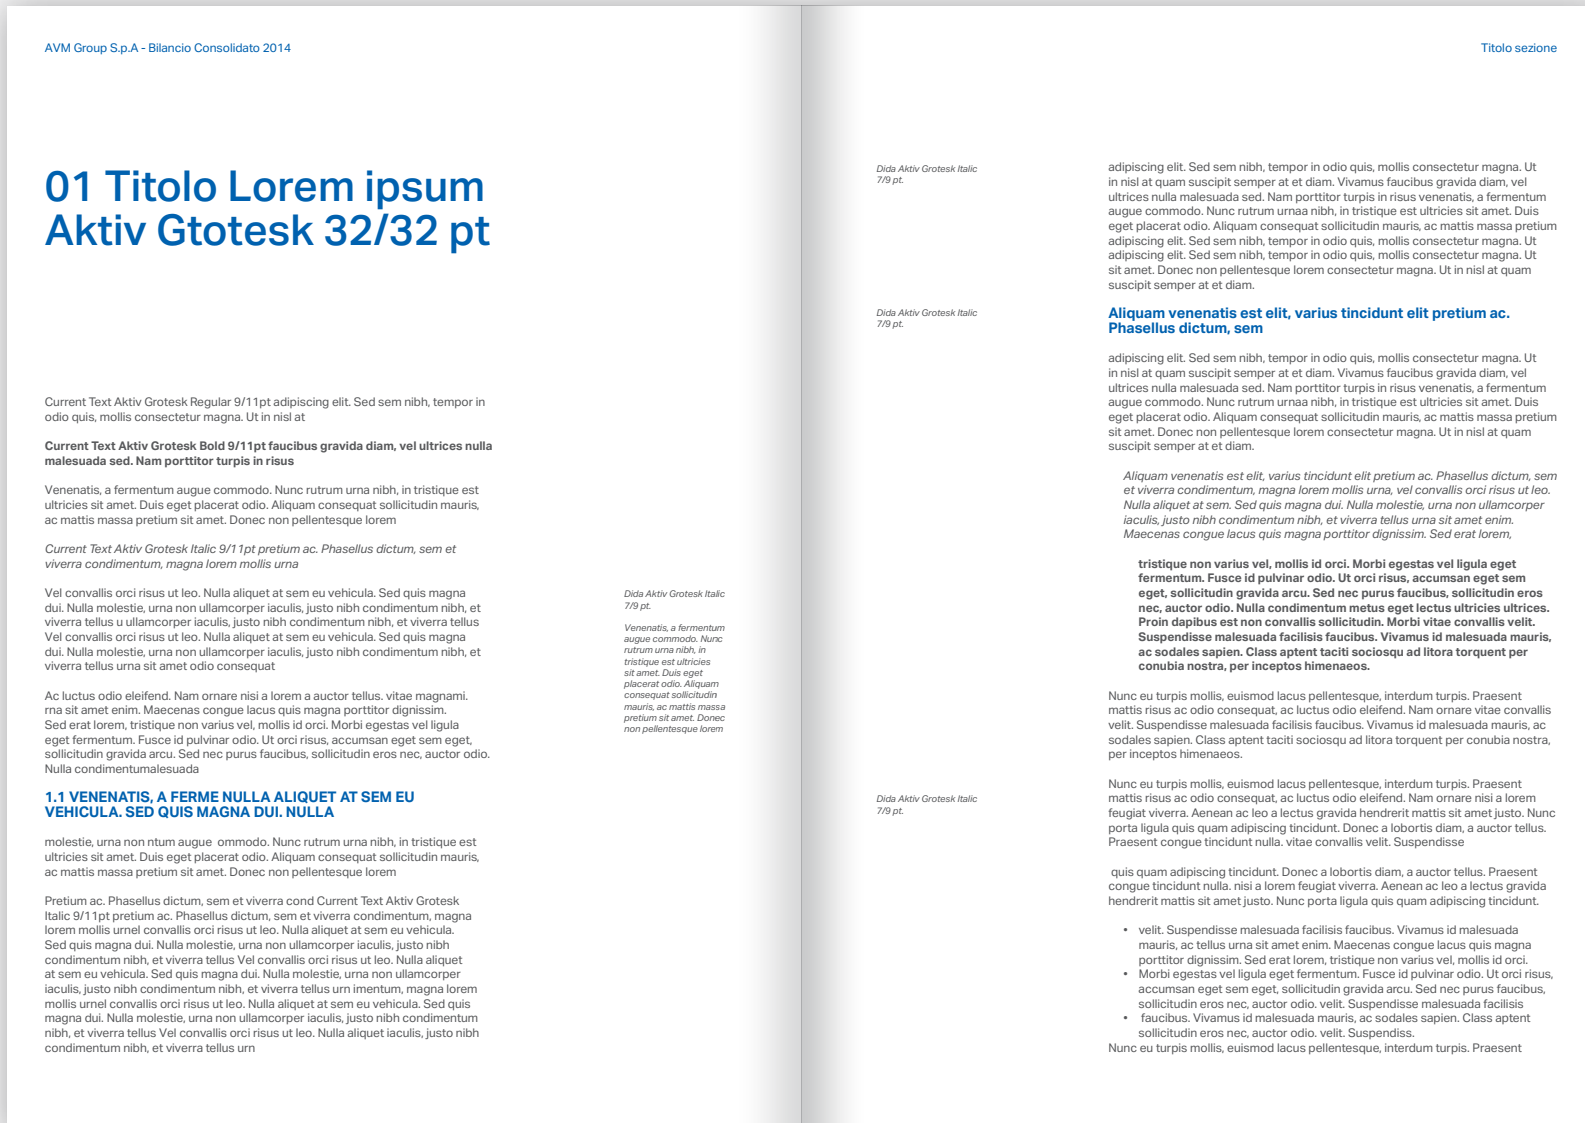 AVM Group S.p.A - Bilancio Consolidato 2014
01 Titolo Lorem ipsum
Aktiv Gtotesk 32/32 pt
Current Text Aktiv Grotesk Regular 9/11pt adipiscing elit. Sed sem nibh, tempor in
odio quis, mollis consectetur magna. Ut in nisl at
Current Text Aktiv Grotesk Bold 9/11pt faucibus gravida diam, vel ultrices nulla
malesuada sed. Nam porttitor turpis in risus
Venenatis, a fermentum augue commodo. Nunc rutrum urna nibh, in tristique est
ultricies sit amet. Duis eget placerat odio. Aliquam consequat sollicitudin mauris,
ac mattis massa pretium sit amet. Donec non pellentesque lorem
Current Text Aktiv Grotesk Italic 9/11pt pretium ac. Phasellus dictum, sem et
viverra condimentum, magna lorem mollis urna
Vel convallis orci risus ut leo. Nulla aliquet at sem eu vehicula. Sed quis magna
dui. Nulla molestie, urna non ullamcorper iaculis, justo nibh condimentum nibh, et
viverra tellus u ullamcorper iaculis, justo nibh condimentum nibh, et viverra tellus
Vel convallis orci risus ut leo. Nulla aliquet at sem eu vehicula. Sed quis magna
dui. Nulla molestie, urna non ullamcorper iaculis, justo nibh condimentum nibh, et
viverra tellus urna sit amet odio consequat
Ac luctus odio eleifend. Nam ornare nisi a lorem a auctor tellus. vitae magnami.
rna sit amet enim. Maecenas congue lacus quis magna porttitor dignissim.
Sed erat lorem, tristique non varius vel, mollis id orci. Morbi egestas vel ligula
eget fermentum. Fusce id pulvinar odio. Ut orci risus, accumsan eget sem eget,
sollicitudin gravida arcu. Sed nec purus faucibus, sollicitudin eros nec, auctor odio.
Nulla condimentumalesuada
1.1 VENENATIS, A FERME NULLA ALIQUET AT SEM EU
VEHICULA. SED QUIS MAGNA DUI. NULLA
molestie, urna non ntum augue  ommodo. Nunc rutrum urna nibh, in tristique est
ultricies sit amet. Duis eget placerat odio. Aliquam consequat sollicitudin mauris,
ac mattis massa pretium sit amet. Donec non pellentesque lorem
Pretium ac. Phasellus dictum, sem et viverra cond Current Text Aktiv Grotesk
Italic 9/11pt pretium ac. Phasellus dictum, sem et viverra condimentum, magna
lorem mollis urnel convallis orci risus ut leo. Nulla aliquet at sem eu vehicula.
Sed quis magna dui. Nulla molestie, urna non ullamcorper iaculis, justo nibh
condimentum nibh, et viverra tellus Vel convallis orci risus ut leo. Nulla aliquet
at sem eu vehicula. Sed quis magna dui. Nulla molestie, urna non ullamcorper
iaculis, justo nibh condimentum nibh, et viverra tellus urn imentum, magna lorem
mollis urnel convallis orci risus ut leo. Nulla aliquet at sem eu vehicula. Sed quis
magna dui. Nulla molestie, urna non ullamcorper iaculis, justo nibh condimentum
nibh, et viverra tellus Vel convallis orci risus ut leo. Nulla aliquet iaculis, justo nibh
condimentum nibh, et viverra tellus urn
Dida Aktiv Grotesk Italic
7/9 pt.
Venenatis, a fermentum
augue commodo. Nunc
rutrum urna nibh, in
tristique est ultricies
sit amet. Duis eget
placerat odio. Aliquam
consequat sollicitudin
mauris, ac mattis massa
pretium sit amet. Donec
non pellentesque lorem
Titolo sezione
Dida Aktiv Grotesk Italic
7/9 pt.
adipiscing elit. Sed sem nibh, tempor in odio quis, mollis consectetur magna. Ut
in nisl at quam suscipit semper at et diam. Vivamus faucibus gravida diam, vel
ultrices nulla malesuada sed. Nam porttitor turpis in risus venenatis, a fermentum
augue commodo. Nunc rutrum urnaa nibh, in tristique est ultricies sit amet. Duis
eget placerat odio. Aliquam consequat sollicitudin mauris, ac mattis massa pretium
adipiscing elit. Sed sem nibh, tempor in odio quis, mollis consectetur magna. Ut
adipiscing elit. Sed sem nibh, tempor in odio quis, mollis consectetur magna. Ut
sit amet. Donec non pellentesque lorem consectetur magna. Ut in nisl at quam
suscipit semper at et diam.
Dida Aktiv Grotesk Italic
7/9 pt.
Aliquam venenatis est elit, varius tincidunt elit pretium ac.
Phasellus dictum, sem
adipiscing elit. Sed sem nibh, tempor in odio quis, mollis consectetur magna. Ut
in nisl at quam suscipit semper at et diam. Vivamus faucibus gravida diam, vel
ultrices nulla malesuada sed. Nam porttitor turpis in risus venenatis, a fermentum
augue commodo. Nunc rutrum urnaa nibh, in tristique est ultricies sit amet. Duis
eget placerat odio. Aliquam consequat sollicitudin mauris, ac mattis massa pretium
sit amet. Donec non pellentesque lorem consectetur magna. Ut in nisl at quam
suscipit semper at et diam.
Aliquam venenatis est elit, varius tincidunt elit pretium ac. Phasellus dictum, sem
et viverra condimentum, magna lorem mollis urna, vel convallis orci risus ut leo.
Nulla aliquet at sem. Sed quis magna dui. Nulla molestie, urna non ullamcorper
iaculis, justo nibh condimentum nibh, et viverra tellus urna sit amet enim.
Maecenas congue lacus quis magna porttitor dignissim. Sed erat lorem,
tristique non varius vel, mollis id orci. Morbi egestas vel ligula eget
fermentum. Fusce id pulvinar odio. Ut orci risus, accumsan eget sem
eget, sollicitudin gravida arcu. Sed nec purus faucibus, sollicitudin eros
nec, auctor odio. Nulla condimentum metus eget lectus ultricies ultrices.
Proin dapibus est non convallis sollicitudin. Morbi vitae convallis velit.
Suspendisse malesuada facilisis faucibus. Vivamus id malesuada mauris,
ac sodales sapien. Class aptent taciti sociosqu ad litora torquent per
conubia nostra, per inceptos himenaeos.
Nunc eu turpis mollis, euismod lacus pellentesque, interdum turpis. Praesent
mattis risus ac odio consequat, ac luctus odio eleifend. Nam ornare vitae convallis
velit. Suspendisse malesuada facilisis faucibus. Vivamus id malesuada mauris, ac
sodales sapien. Class aptent taciti sociosqu ad litora torquent per conubia nostra,
per inceptos himenaeos.
Dida Aktiv Grotesk Italic
7/9 pt.
Nunc eu turpis mollis, euismod lacus pellentesque, interdum turpis. Praesent
mattis risus ac odio consequat, ac luctus odio eleifend. Nam ornare nisi a lorem
feugiat viverra. Aenean ac leo a lectus gravida hendrerit mattis sit amet justo. Nunc
porta ligula quis quam adipiscing tincidunt. Donec a lobortis diam, a auctor tellus.
Praesent congue tincidunt nulla. vitae convallis velit. Suspendisse
quis quam adipiscing tincidunt. Donec a lobortis diam, a auctor tellus. Praesent
congue tincidunt nulla. nisi a lorem feugiat viverra. Aenean ac leo a lectus gravida
hendrerit mattis sit amet justo. Nunc porta ligula quis quam adipiscing tincidunt.
• velit. Suspendisse malesuada facilisis faucibus. Vivamus id malesuada
mauris, ac tellus urna sit amet enim. Maecenas congue lacus quis magna
porttitor dignissim. Sed erat lorem, tristique non varius vel, mollis id orci.
• Morbi egestas vel ligula eget fermentum. Fusce id pulvinar odio. Ut orci risus,
accumsan eget sem eget, sollicitudin gravida arcu. Sed nec purus faucibus,
sollicitudin eros nec, auctor odio. velit. Suspendisse malesuada facilisis
• faucibus. Vivamus id malesuada mauris, ac sodales sapien. Class aptent
sollicitudin eros nec, auctor odio. velit. Suspendiss.
Nunc eu turpis mollis, euismod lacus pellentesque, interdum turpis. Praesent